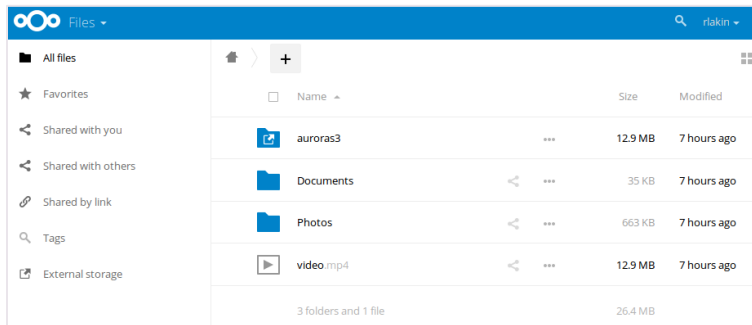 Files
rlakin
All files
Favorites
Shared with you
Shared with others
Shared by link
Tags
External storage
+
Name Size Modified
auroras3 ••• 12.9 MB 7 hours ago
Documents ••• 35 KB 7 hours ago
Photos ••• 663 KB 7 hours ago
video.mp4 ••• 12.9 MB 7 hours ago
3 folders and 1 file 26.4 MB